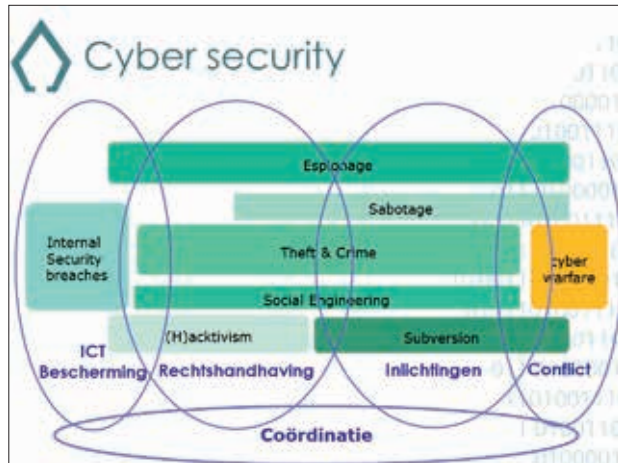 Cyber security
Espionage
Sabotage
Internal
Security
breaches
Theft & Crime
cyber
warfare
Social Engineering
(H)acktivism
Subversion
ICT
Bescherming
Rechtshandhaving
Inlichtingen
Conflict
Coördinatie